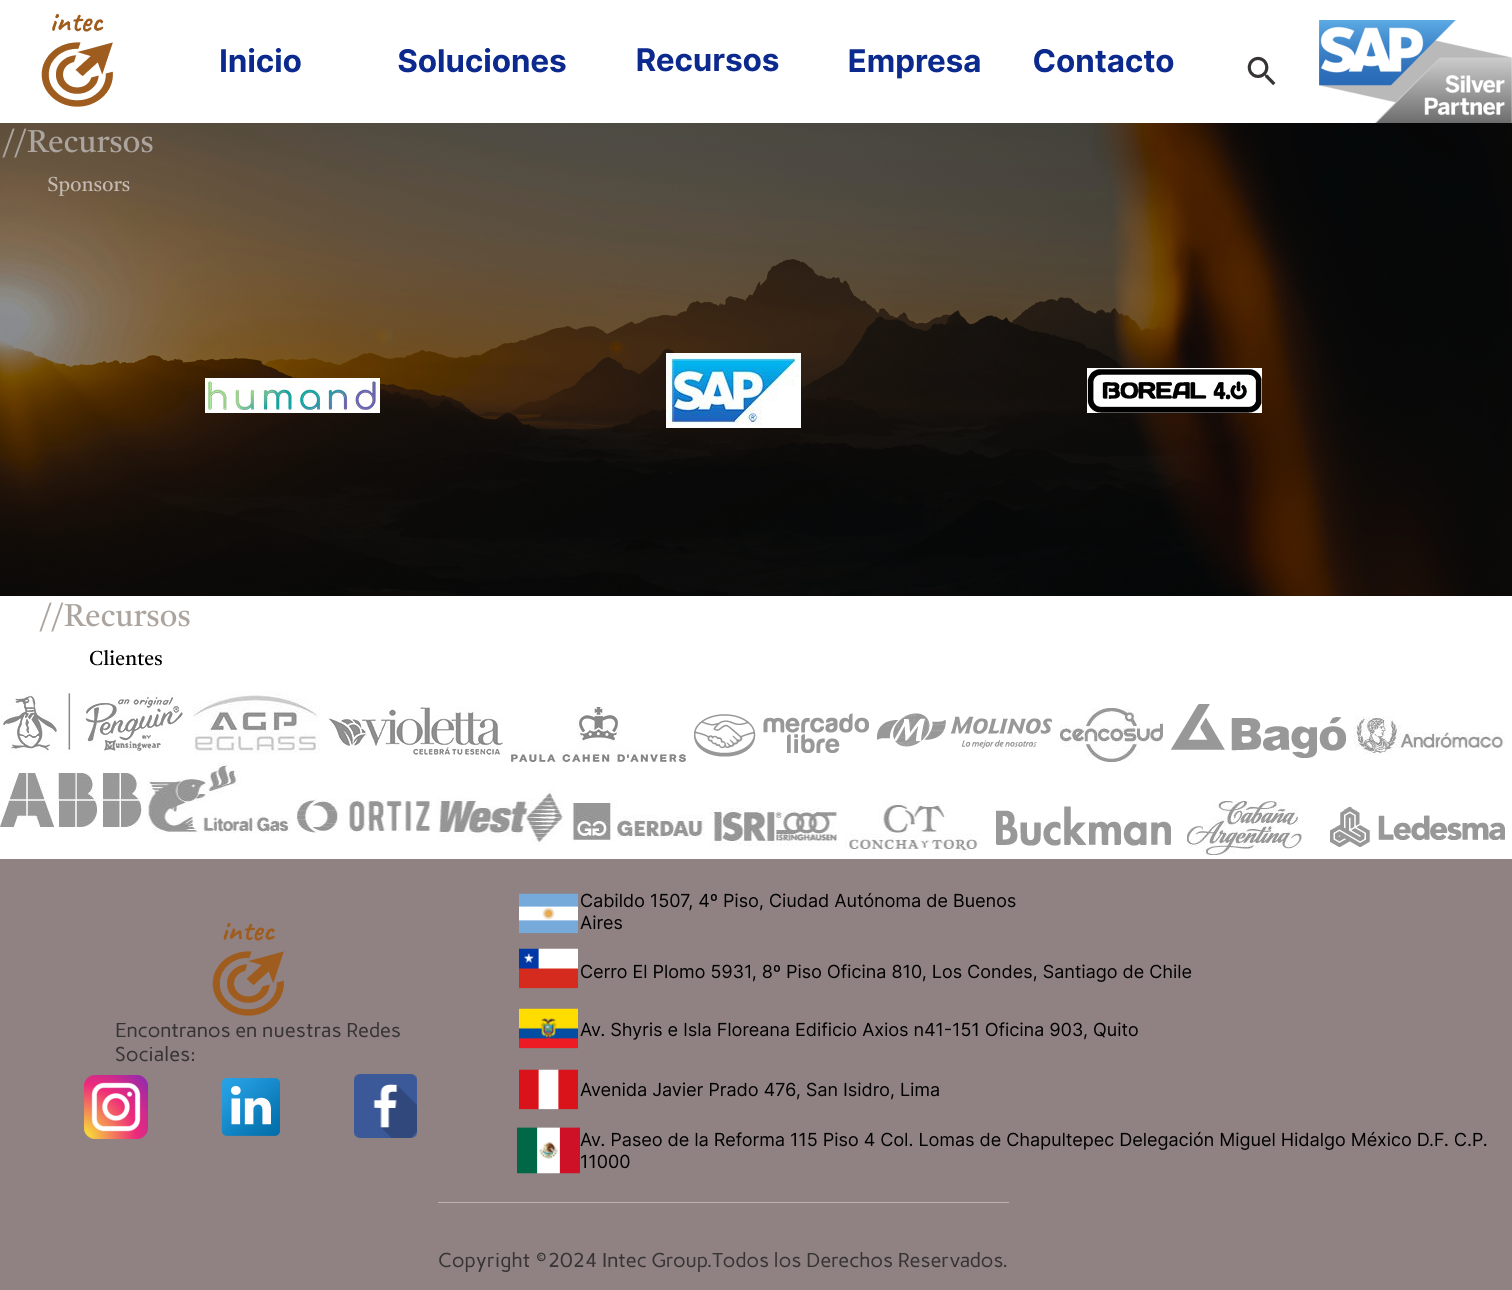 intec
Inicio
Soluciones
Recursos
Empresa
Contacto
SAP
Silver
Partner
//Recursos
Sponsors
humand
SAP®
BOREAL 4.0
//Recursos
Clientes
an original
Penguin®
BY
Munsingwear
AGP
eGLASS
violetta
CELEBRÁ TU ESENCIA
PAULA CAHEN D'ANVERS
mercado
libre
M
MOLINOS
Lo mejor de nosotros
cencosud
Bagó
Andrómaco
ABB
Litoral Gas
ORTIZ
West
GG GERDAU
ISRI®
ISRINGHAUSEN
CYT
CONCHA Y TORO
Buckman
Cabaña
Argentina
Ledesma
intec
Encontranos en nuestras Redes
Sociales:
in
f
Cabildo 1507, 4º Piso, Ciudad Autónoma de Buenos
Aires
Cerro El Plomo 5931, 8º Piso Oficina 810, Los Condes, Santiago de Chile
Av. Shyris e Isla Floreana Edificio Axios n41-151 Oficina 903, Quito
Avenida Javier Prado 476, San Isidro, Lima
Av. Paseo de la Reforma 115 Piso 4 Col. Lomas de Chapultepec Delegación Miguel Hidalgo México D.F. C.P.
11000
Copyright ©2024 Intec Group.Todos los Derechos Reservados.